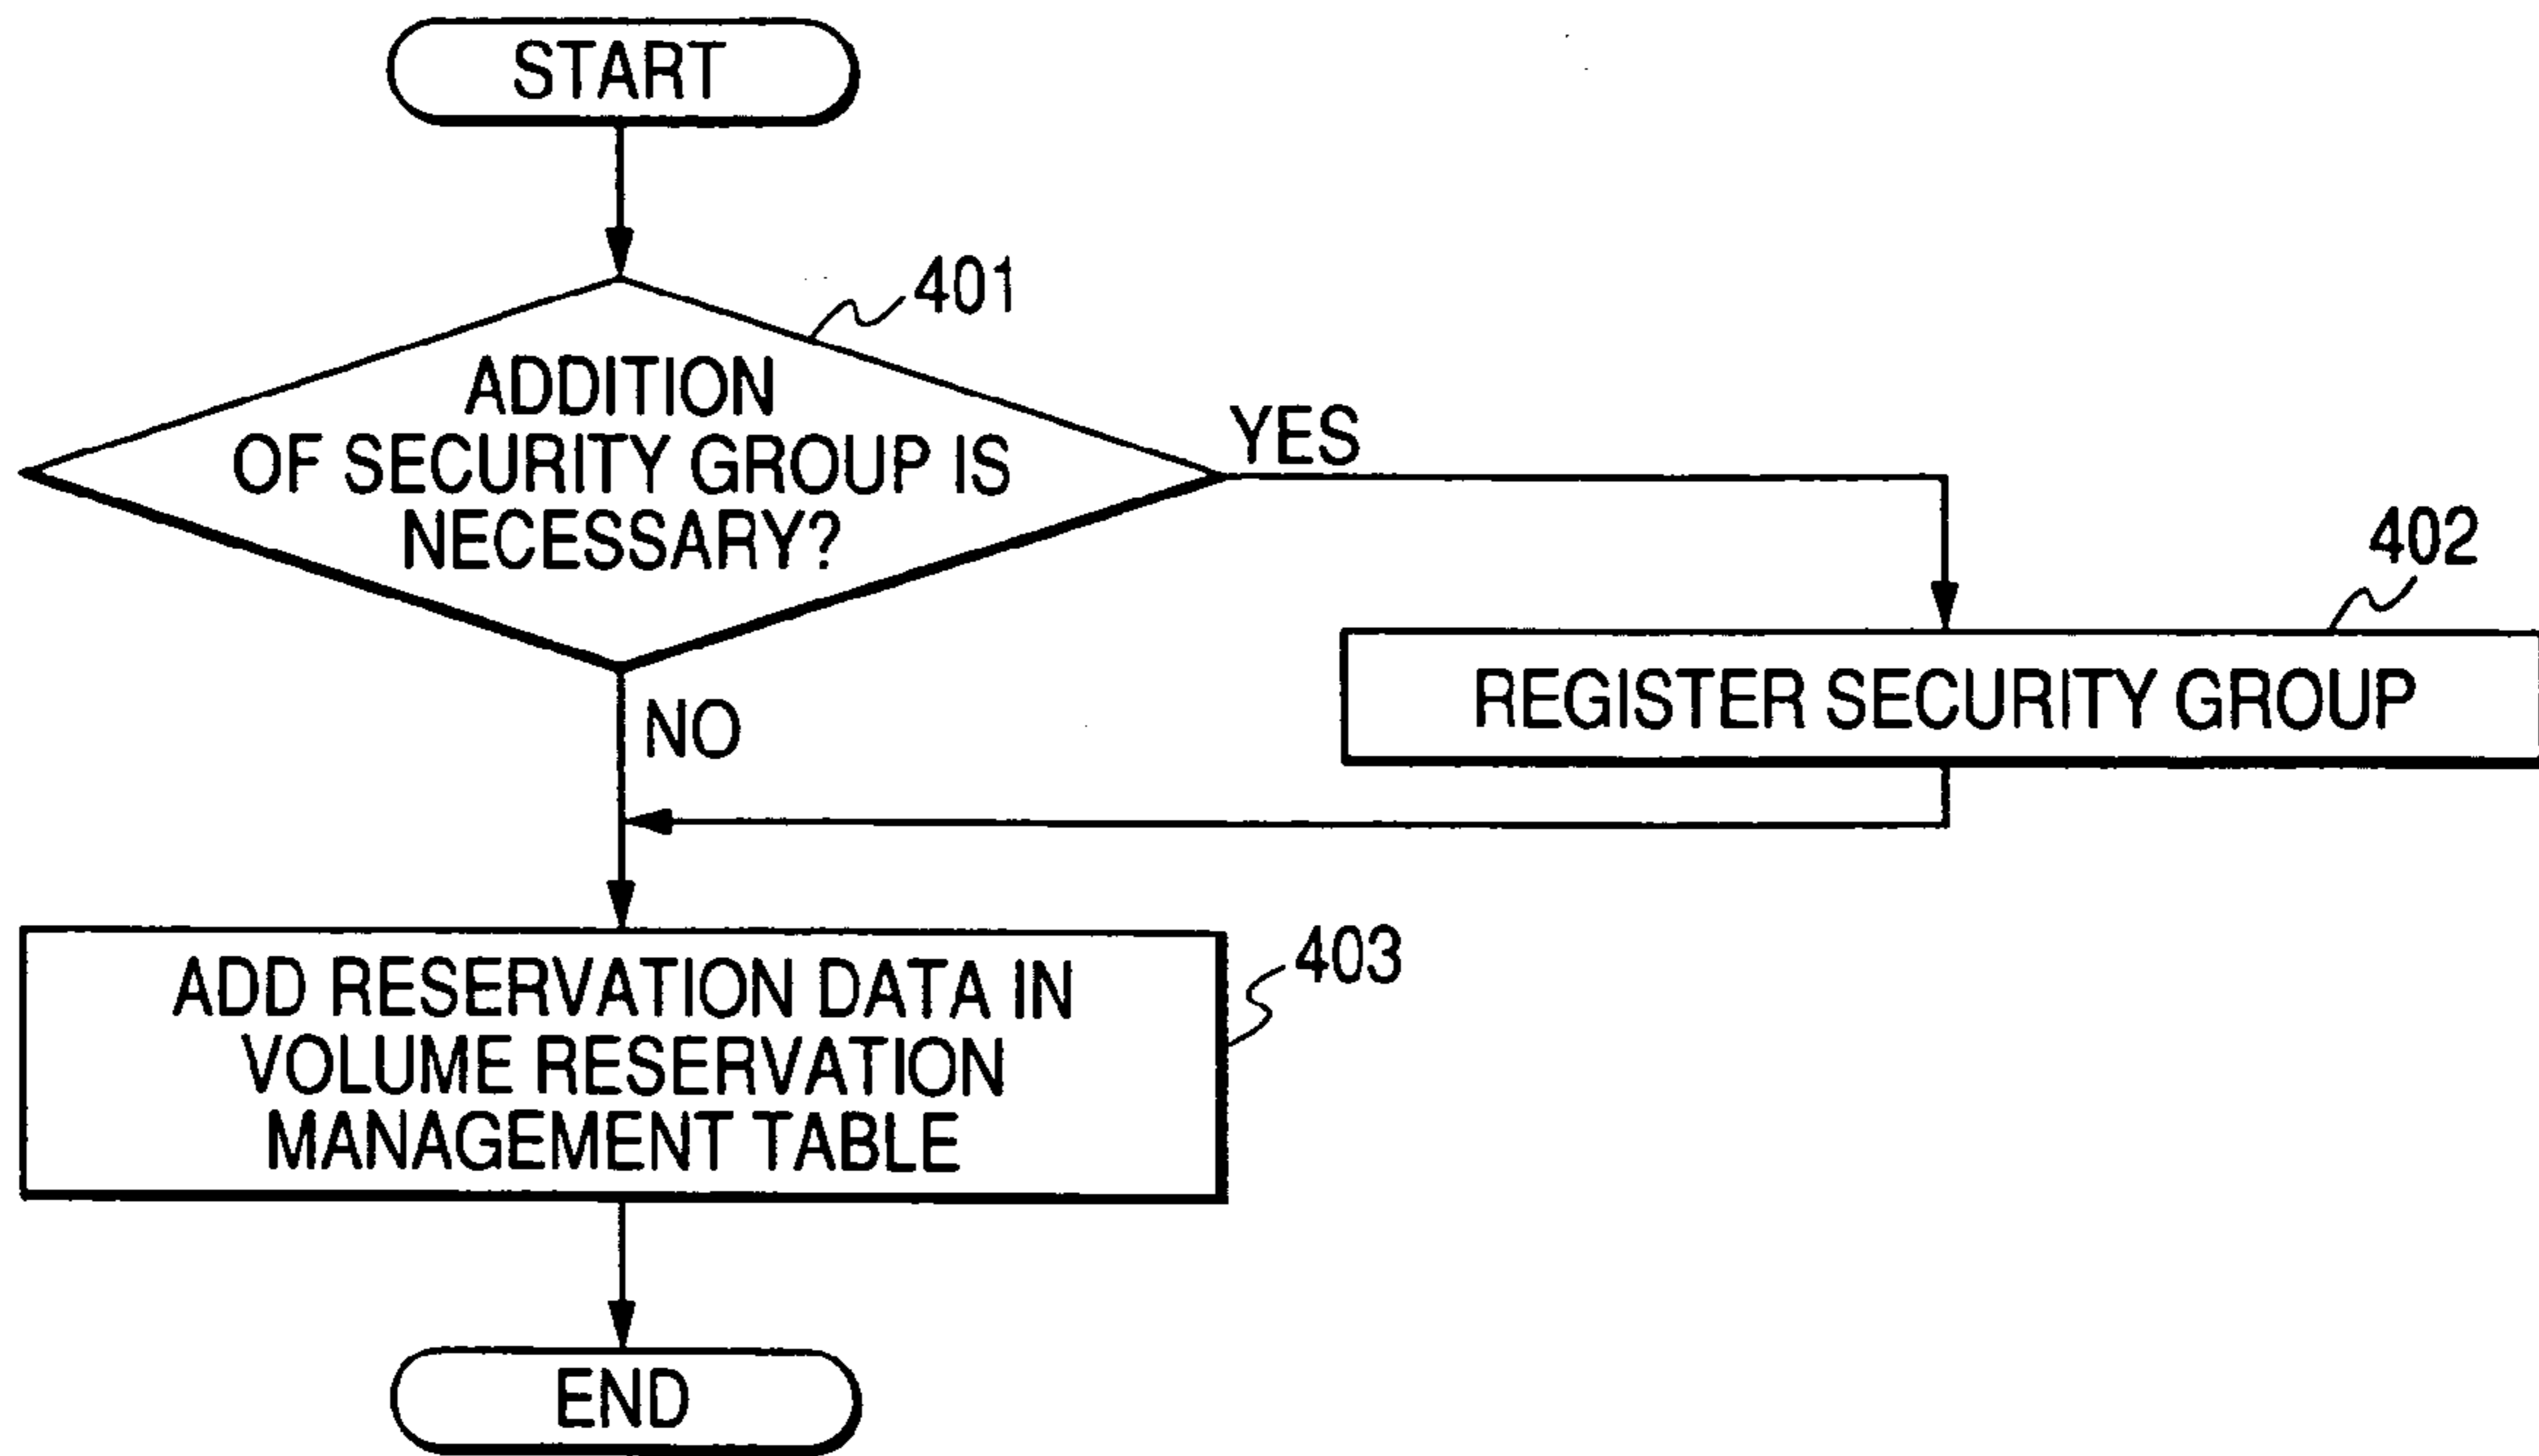 START
401
ADDITION
OF SECURITY GROUP IS
NECESSARY?
YES
402
REGISTER SECURITY GROUP
NO
403
ADD RESERVATION DATA IN
VOLUME RESERVATION
MANAGEMENT TABLE
END